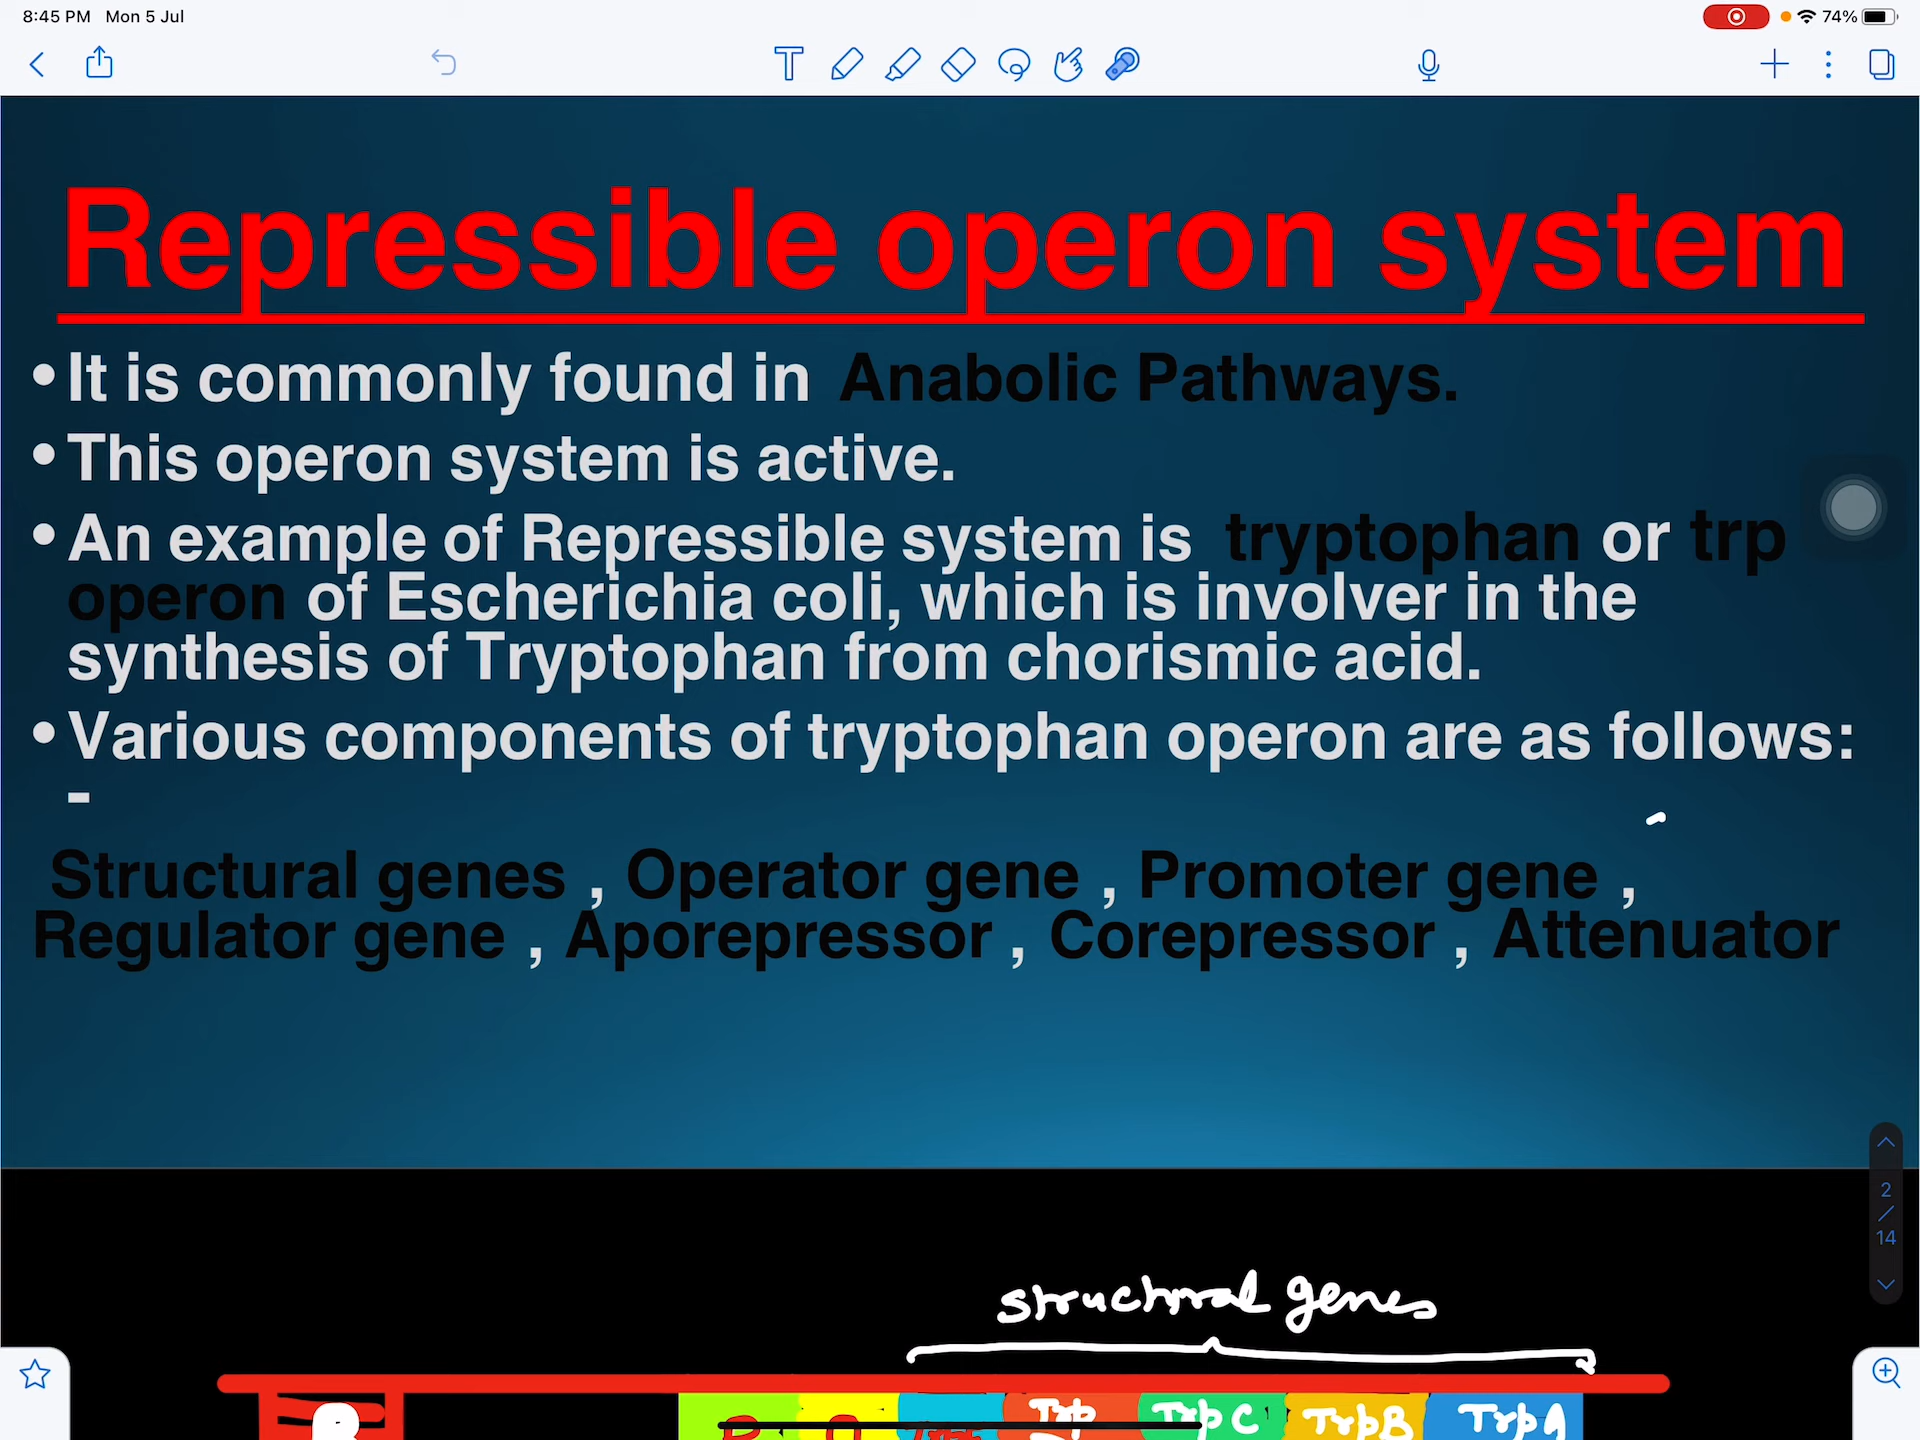 8:45 PM Mon 5 Jul
74%
Repressible operon system
•It is commonly found in Anabolic Pathways.
•This operon system is active.
•An example of Repressible system is tryptophan or trp
operon of Escherichia coli, which is involver in the
synthesis of Tryptophan from chorismic acid.
•Various components of tryptophan operon are as follows:
-
Structural genes , Operator gene , Promoter gene ,
Regulator gene , Aporepressor , Corepressor , Attenuator
2
/
14
structural genes
R P O Trp TrpC TrpB TrpA